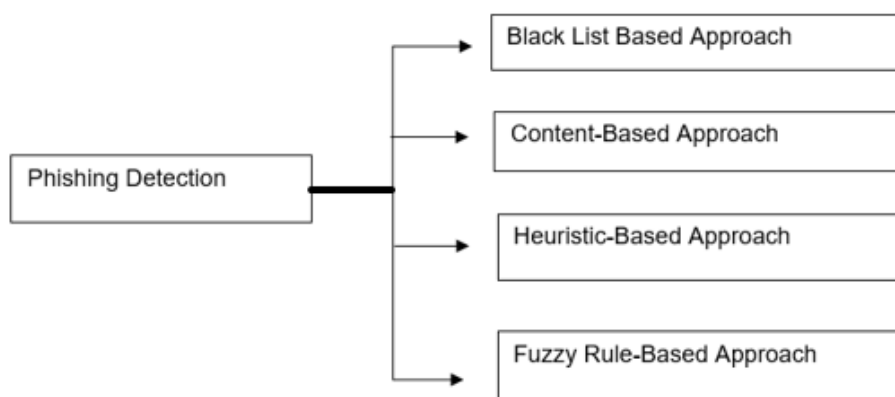 Black List Based Approach
Content-Based Approach
Phishing Detection
Heuristic-Based Approach
Fuzzy Rule-Based Approach